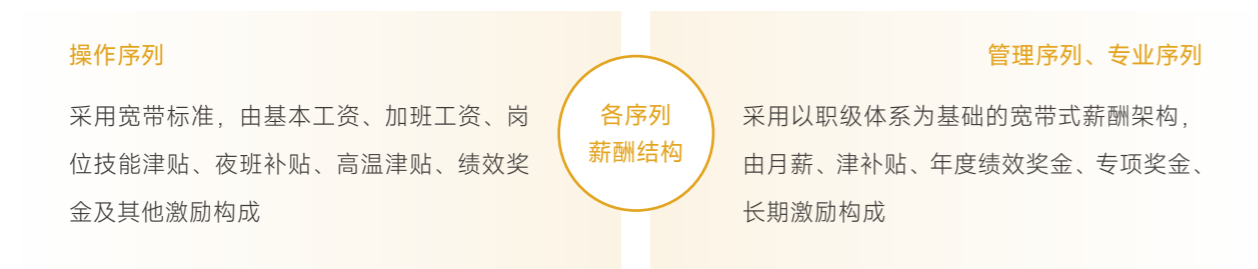 操作序列
采用宽带标准，由基本工资、加班工资、岗
位技能津贴、夜班补贴、高温津贴、绩效奖
金及其他激励构成
各序列
薪酬结构
管理序列、专业序列
采用以职级体系为基础的宽带式薪酬架构，
由月薪、津补贴、年度绩效奖金、专项奖金、
长期激励构成